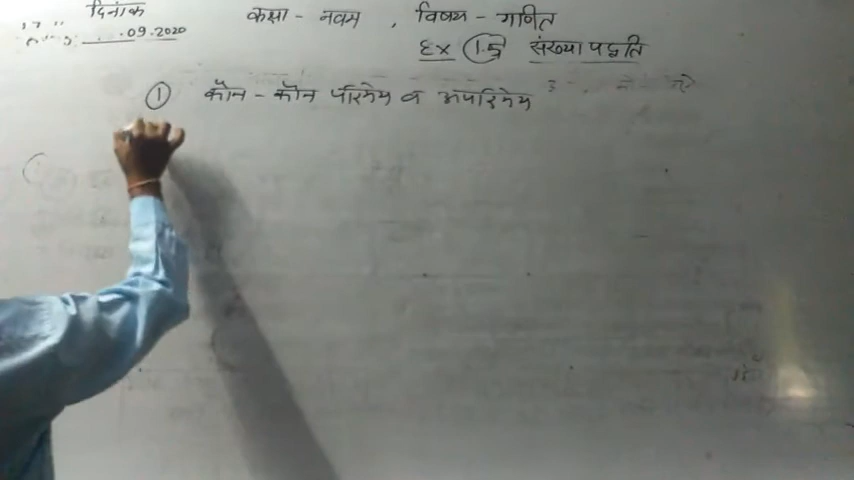 दिनांक कक्षा - नवम , विषय - गणित
.09.2020 Ex 1.5 संख्या पद्धति
① कौन - कौन परिमेय व अपरिमेय